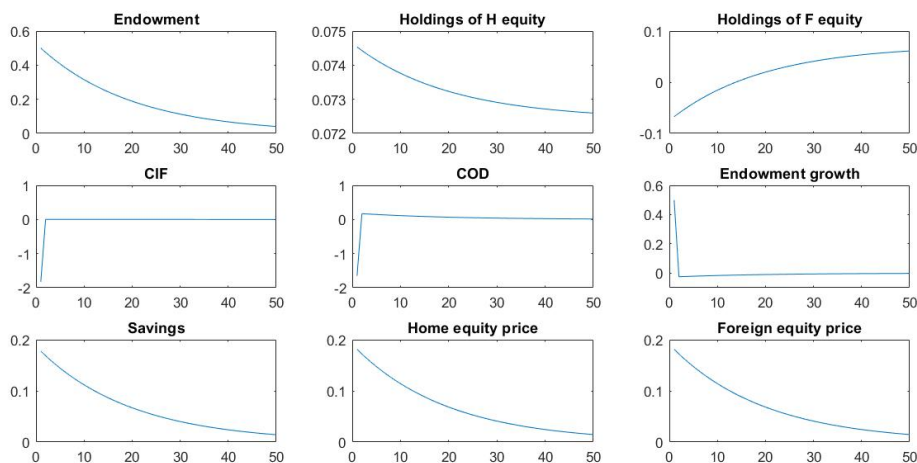 Endowment
Holdings of H equity
Holdings of F equity
0.6
0.4
0.2
0
0 10 20 30 40 50
0.075
0.074
0.073
0.072
0 10 20 30 40 50
0.1
0
-0.1
0 10 20 30 40 50
CIF
COD
Endowment growth
1
0
-1
-2
0 10 20 30 40 50
1
0
-1
-2
0 10 20 30 40 50
0.6
0.4
0.2
0
0 10 20 30 40 50
Savings
Home equity price
Foreign equity price
0.2
0.1
0
0 10 20 30 40 50
0.2
0.1
0
0 10 20 30 40 50
0.2
0.1
0
0 10 20 30 40 50